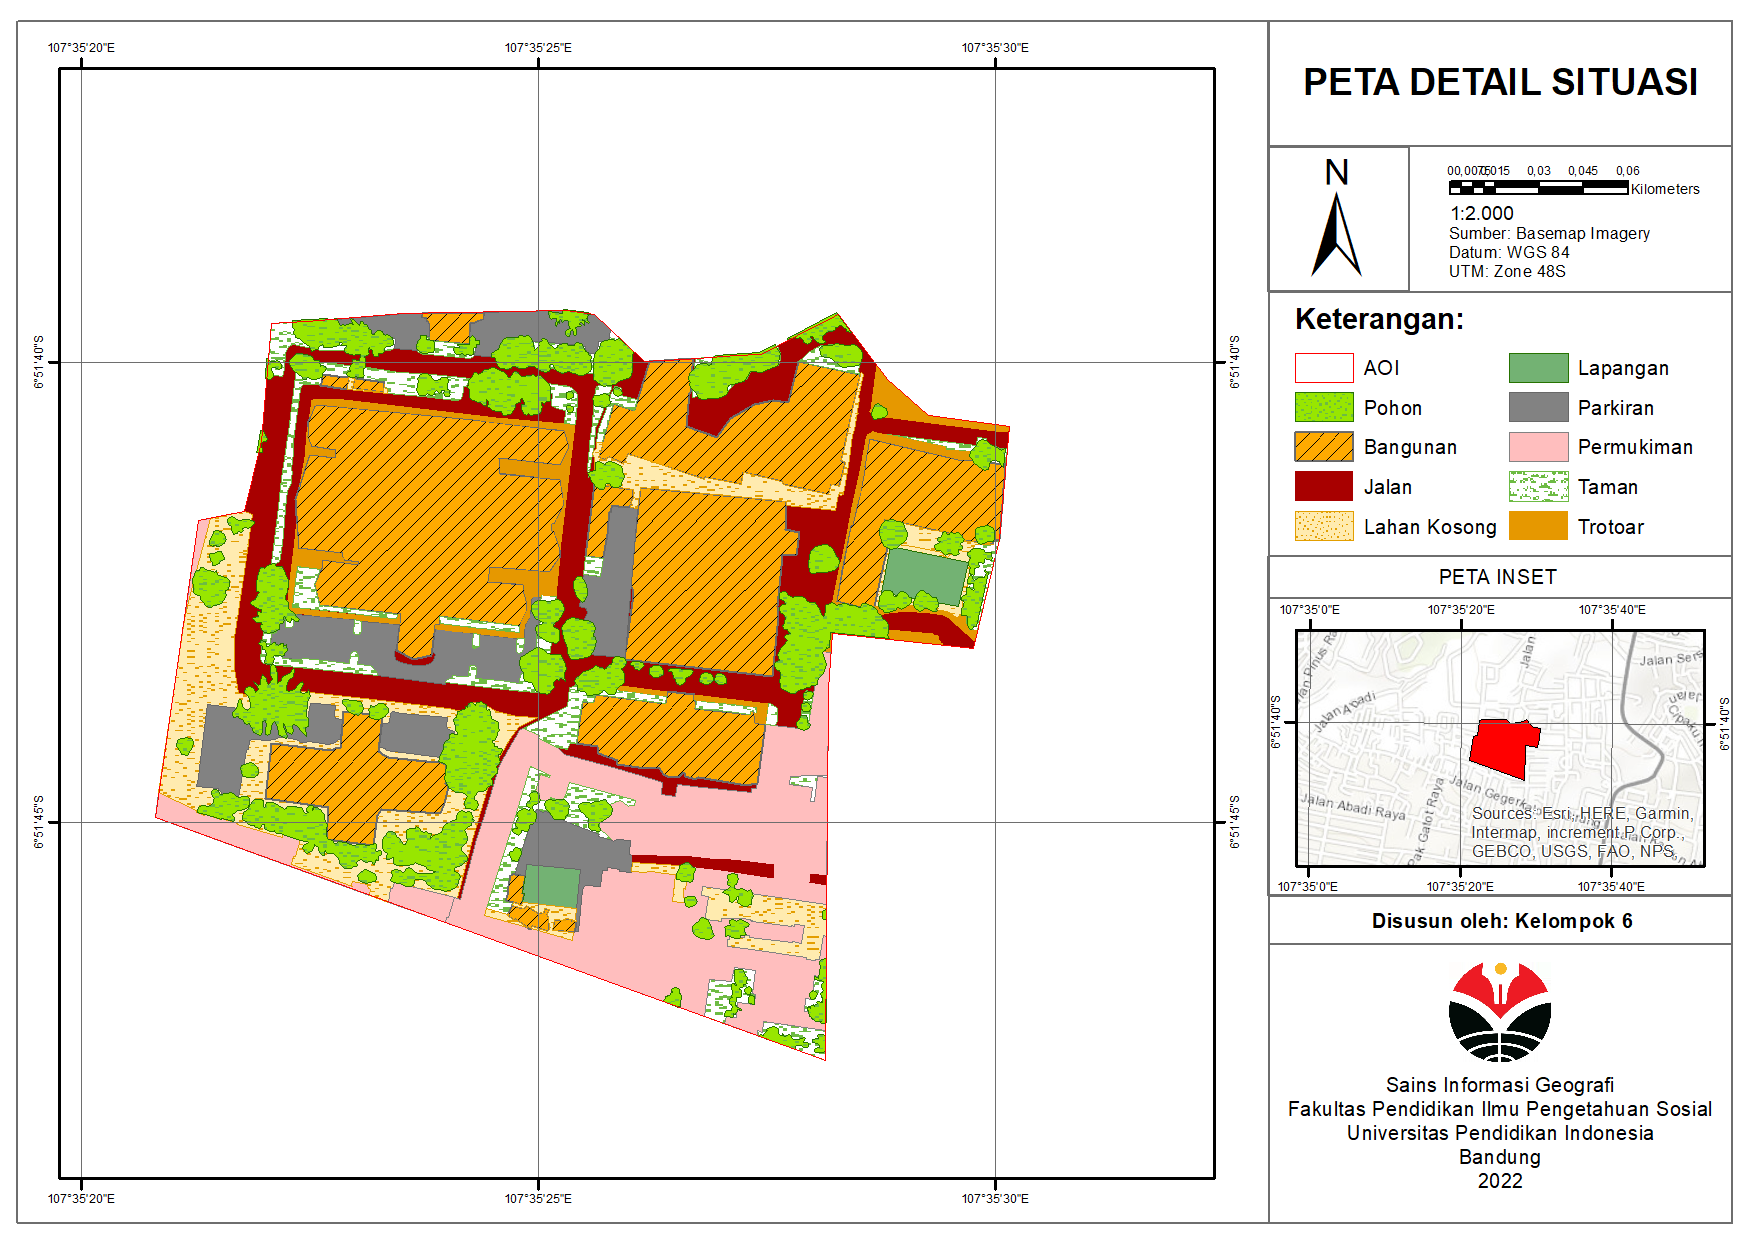 107°35'20"E 107°35'25"E 107°35'30"E
6°51'40"S 6°51'40"S
6°51'45"S 6°51'45"S
107°35'20"E 107°35'25"E 107°35'30"E
PETA DETAIL SITUASI
N
0 0,0075 0,015 0,03 0,045 0,06
Kilometers
1:2.000
Sumber: Basemap Imagery
Datum: WGS 84
UTM: Zone 48S
Keterangan:
AOI Lapangan
Pohon Parkiran
Bangunan Permukiman
Jalan Taman
Lahan Kosong Trotoar
PETA INSET
107°35'0"E 107°35'20"E 107°35'40"E
Jalan
Jalan Abadi
6°51'40"S 6°51'40"S
Jalan Abadi Raya
Pak Gatot Raya
Sources: Esri, HERE, Garmin,
Intermap, increment P Corp.,
GEBCO, USGS, FAO, NPS,
107°35'0"E 107°35'20"E 107°35'40"E
Disusun oleh: Kelompok 6
Sains Informasi Geografi
Fakultas Pendidikan Ilmu Pengetahuan Sosial
Universitas Pendidikan Indonesia
Bandung
2022